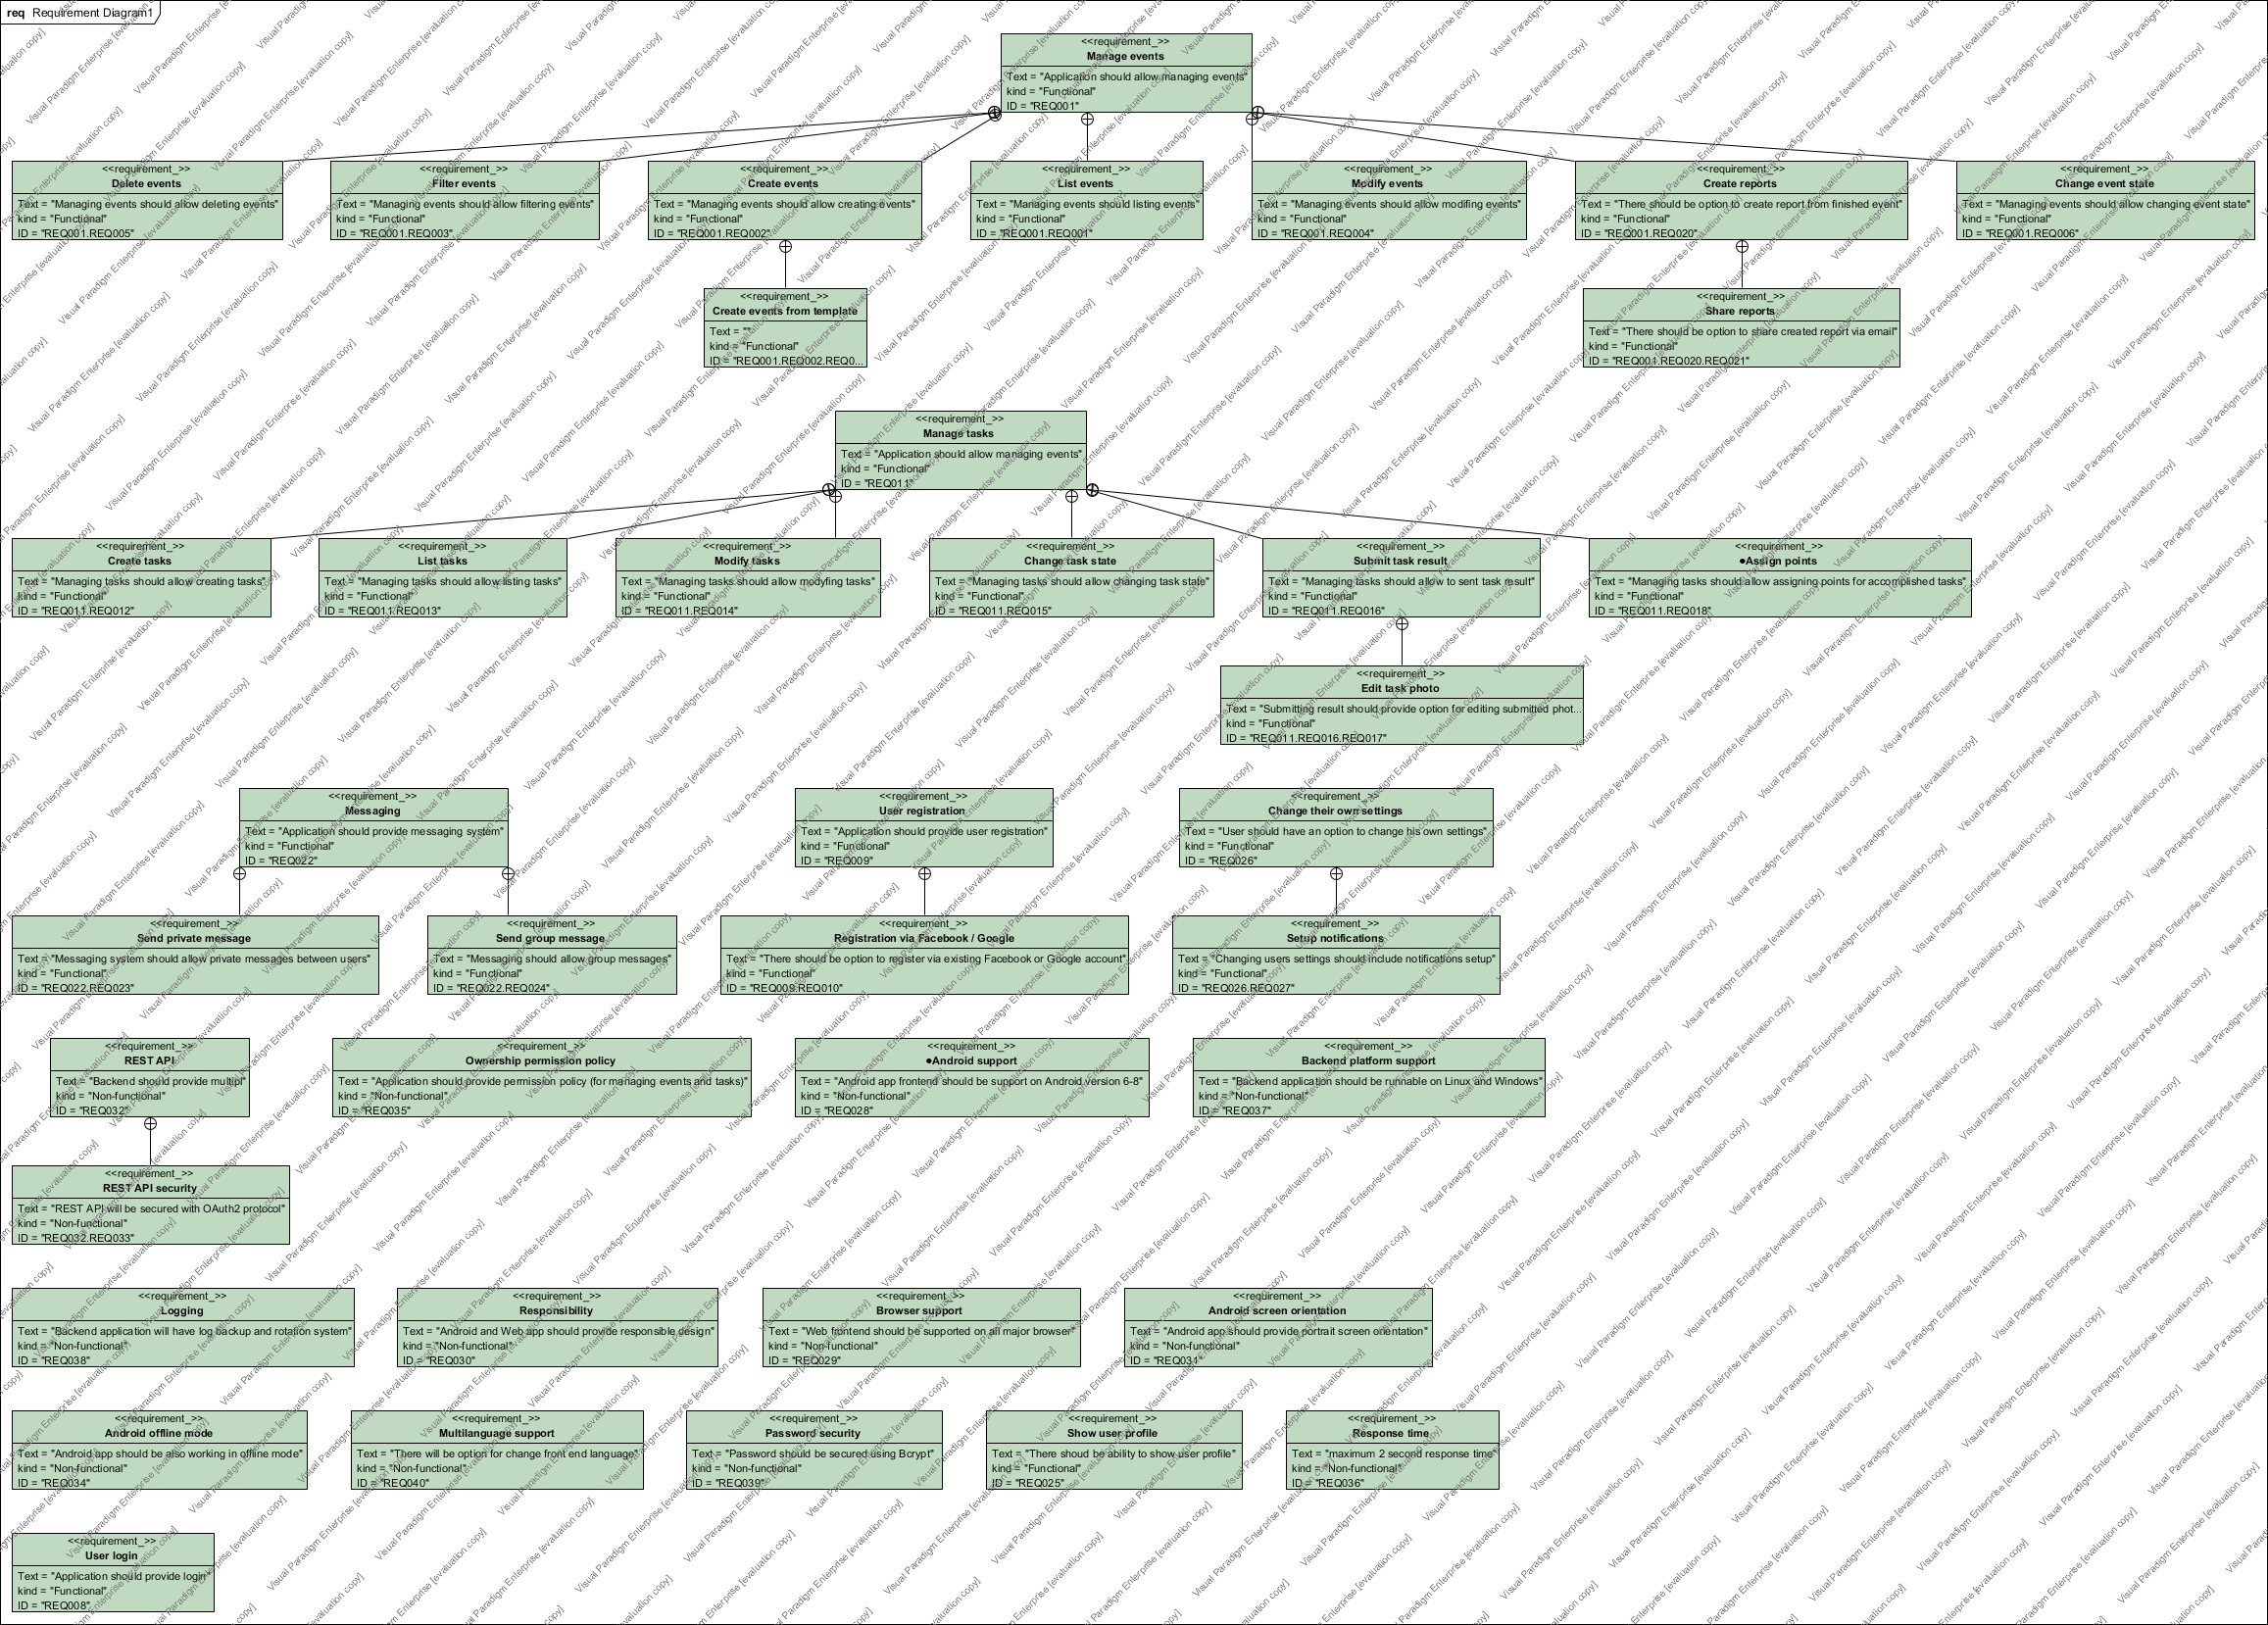 req Requirement Diagram1
<<requirement_>>
Manage events
Text = "Application should allow managing events"
kind = "Functional"
ID = "REQ001"
<<requirement_>>
Delete events
Text = "Managing events should allow deleting events"
kind = "Functional"
ID = "REQ001.REQ005"
<<requirement_>>
Filter events
Text = "Managing events should allow filtering events"
kind = "Functional"
ID = "REQ001.REQ003"
<<requirement_>>
Create events
Text = "Managing events should allow creating events"
kind = "Functional"
ID = "REQ001.REQ002"
<<requirement_>>
List events
Text = "Managing events should listing events"
kind = "Functional"
ID = "REQ001.REQ001"
<<requirement_>>
Modify events
Text = "Managing events should allow modifing events"
kind = "Functional"
ID = "REQ001.REQ004"
<<requirement_>>
Create reports
Text = "There should be option to create report from finished event"
kind = "Functional"
ID = "REQ001.REQ020"
<<requirement_>>
Change event state
Text = "Managing events should allow changing event state"
kind = "Functional"
ID = "REQ001.REQ006"
<<requirement_>>
Create events from template
Text = ""
kind = "Functional"
ID = "REQ001.REQ002.REQ0...
<<requirement_>>
Share reports
Text = "There should be option to share created report via email"
kind = "Functional"
ID = "REQ001.REQ020.REQ021"
<<requirement_>>
Manage tasks
Text = "Application should allow managing events"
kind = "Functional"
ID = "REQ011"
<<requirement_>>
Create tasks
Text = "Managing tasks should allow creating tasks"
kind = "Functional"
ID = "REQ011.REQ012"
<<requirement_>>
List tasks
Text = "Managing tasks should allow listing tasks"
kind = "Functional"
ID = "REQ011.REQ013"
<<requirement_>>
Modify tasks
Text = "Managing tasks should allow modyfing tasks"
kind = "Functional"
ID = "REQ011.REQ014"
<<requirement_>>
Change task state
Text = "Managing tasks should allow changing task state"
kind = "Functional"
ID = "REQ011.REQ015"
<<requirement_>>
Submit task result
Text = "Managing tasks should allow to sent task result"
kind = "Functional"
ID = "REQ011.REQ016"
<<requirement_>>
●Assign points
Text = "Managing tasks should allow assigning points for accomplished tasks"
kind = "Functional"
ID = "REQ011.REQ018"
<<requirement_>>
Edit task photo
Text = "Submitting result should provide option for editing submitted phot...
kind = "Functional"
ID = "REQ011.REQ016.REQ017"
<<requirement_>>
Messaging
Text = "Application should provide messaging system"
kind = "Functional"
ID = "REQ022"
<<requirement_>>
User registration
Text = "Application should provide user registration"
kind = "Functional"
ID = "REQ009"
<<requirement_>>
Change their own settings
Text = "User should have an option to change his own settings"
kind = "Functional"
ID = "REQ026"
<<requirement_>>
Send private message
Text = "Messaging system should allow private messages between users"
kind = "Functional"
ID = "REQ022.REQ023"
<<requirement_>>
Send group message
Text = "Messaging should allow group messages"
kind = "Functional"
ID = "REQ022.REQ024"
<<requirement_>>
Registration via Facebook / Google
Text = "There should be option to register via existing Facebook or Google account"
kind = "Functional"
ID = "REQ009.REQ010"
<<requirement_>>
Setup notifications
Text = "Changing users settings should include notifications setup"
kind = "Functional"
ID = "REQ026.REQ027"
<<requirement_>>
REST API
Text = "Backend should provide multipl"
kind = "Non-functional"
ID = "REQ032"
<<requirement_>>
Ownership permission policy
Text = "Application should provide permission policy (for managing events and tasks)"
kind = "Non-functional"
ID = "REQ035"
<<requirement_>>
●Android support
Text = "Android app frontend should be support on Android version 6-8"
kind = "Non-functional"
ID = "REQ028"
<<requirement_>>
Backend platform support
Text = "Backend application should be runnable on Linux and Windows"
kind = "Non-functional"
ID = "REQ037"
<<requirement_>>
REST API security
Text = "REST API will be secured with OAuth2 protocol"
kind = "Non-functional"
ID = "REQ032.REQ033"
<<requirement_>>
Logging
Text = "Backend application will have log backup and rotation system"
kind = "Non-functional"
ID = "REQ038"
<<requirement_>>
Responsibility
Text = "Android and Web app should provide responsible design"
kind = "Non-functional"
ID = "REQ030"
<<requirement_>>
Browser support
Text = "Web frontend should be supported on all major browser"
kind = "Non-functional"
ID = "REQ029"
<<requirement_>>
Android screen orientation
Text = "Android app should provide portrait screen orientation"
kind = "Non-functional"
ID = "REQ031"
<<requirement_>>
Android offline mode
Text = "Android app should be also working in offline mode"
kind = "Non-functional"
ID = "REQ034"
<<requirement_>>
Multilanguage support
Text = "There will be option for change front end language"
kind = "Non-functional"
ID = "REQ040"
<<requirement_>>
Password security
Text = "Password should be secured using Bcrypt"
kind = "Non-functional"
ID = "REQ039"
<<requirement_>>
Show user profile
Text = "There shoud be ability to show user profile"
kind = "Functional"
ID = "REQ025"
<<requirement_>>
Response time
Text = "maximum 2 second response time"
kind = "Non-functional"
ID = "REQ036"
<<requirement_>>
User login
Text = "Application should provide login"
kind = "Functional"
ID = "REQ008"
Visual Paradigm Enterprise [evaluation copy]